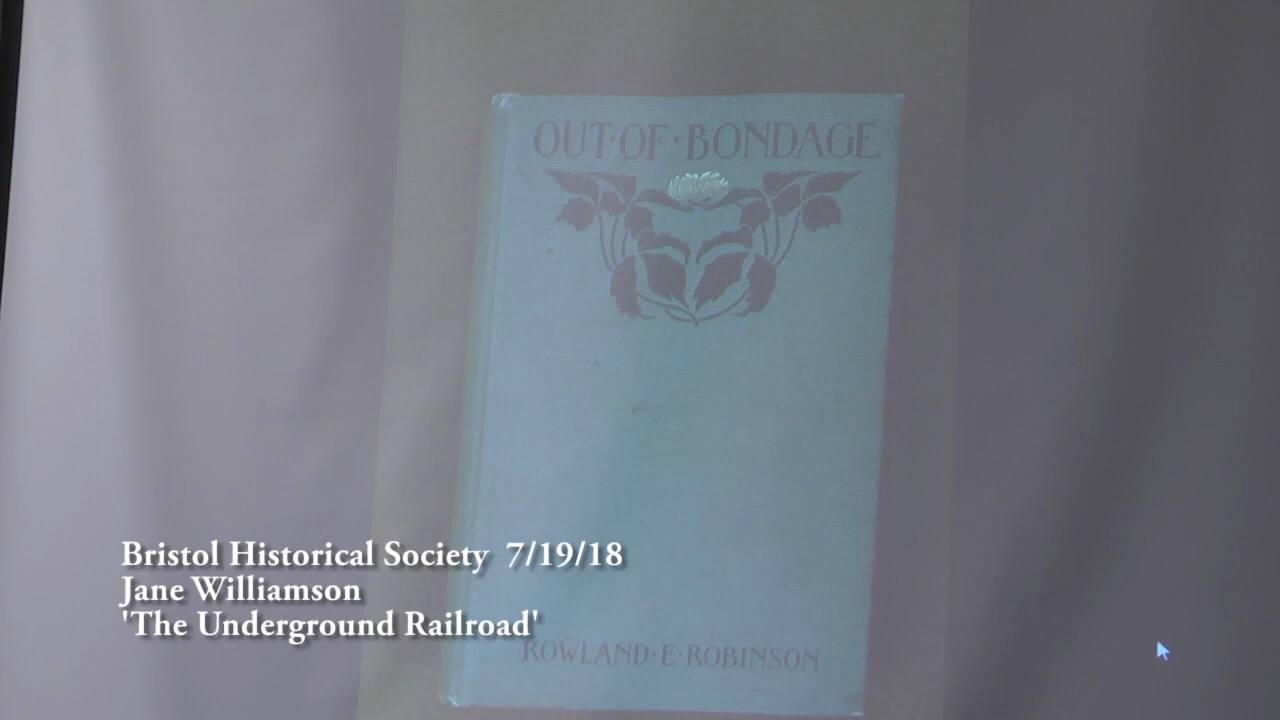 OUT·OF·BONDAGE
Bristol Historical Society 7/19/18
Jane Williamson
'The Underground Railroad'
ROWLAND·E·ROBINSON